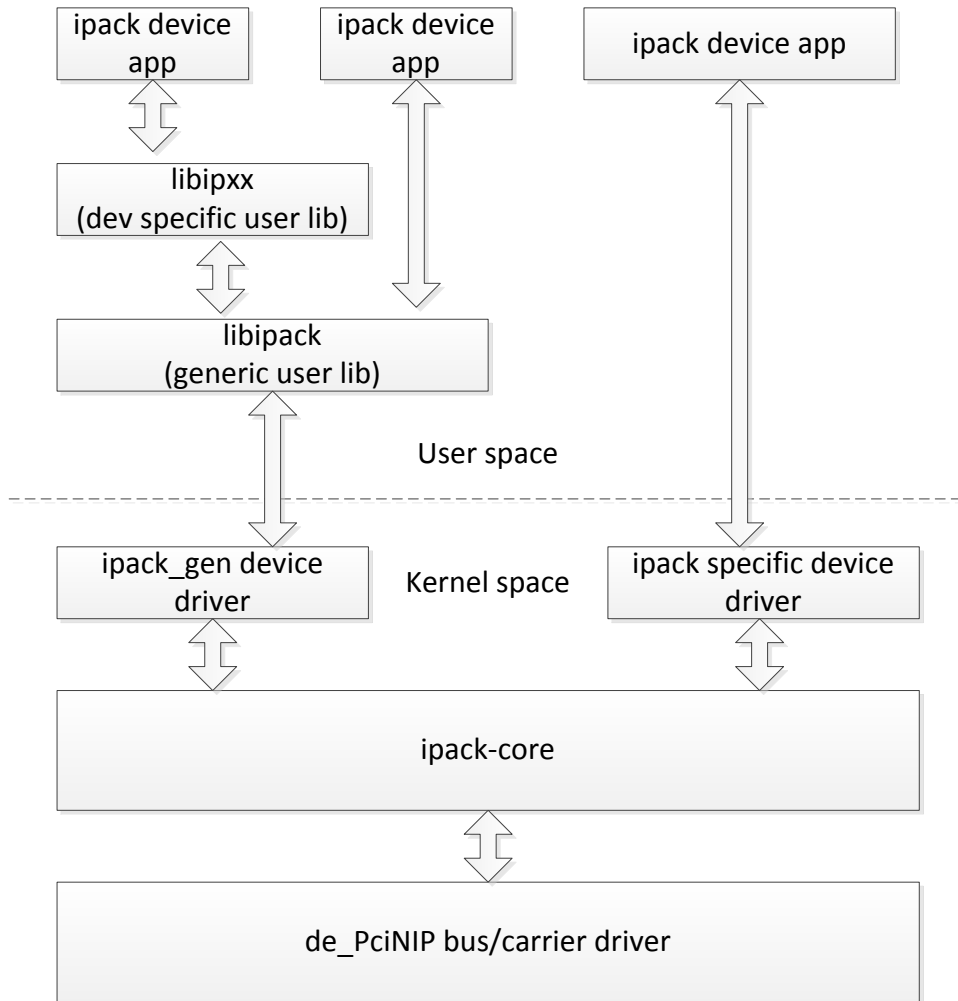 ipack device
app
ipack device
app
ipack device app
libipxx
(dev specific user lib)
libipack
(generic user lib)
User space
ipack_gen device
driver
Kernel space
ipack specific device
driver
ipack-core
de_PciNIP bus/carrier driver